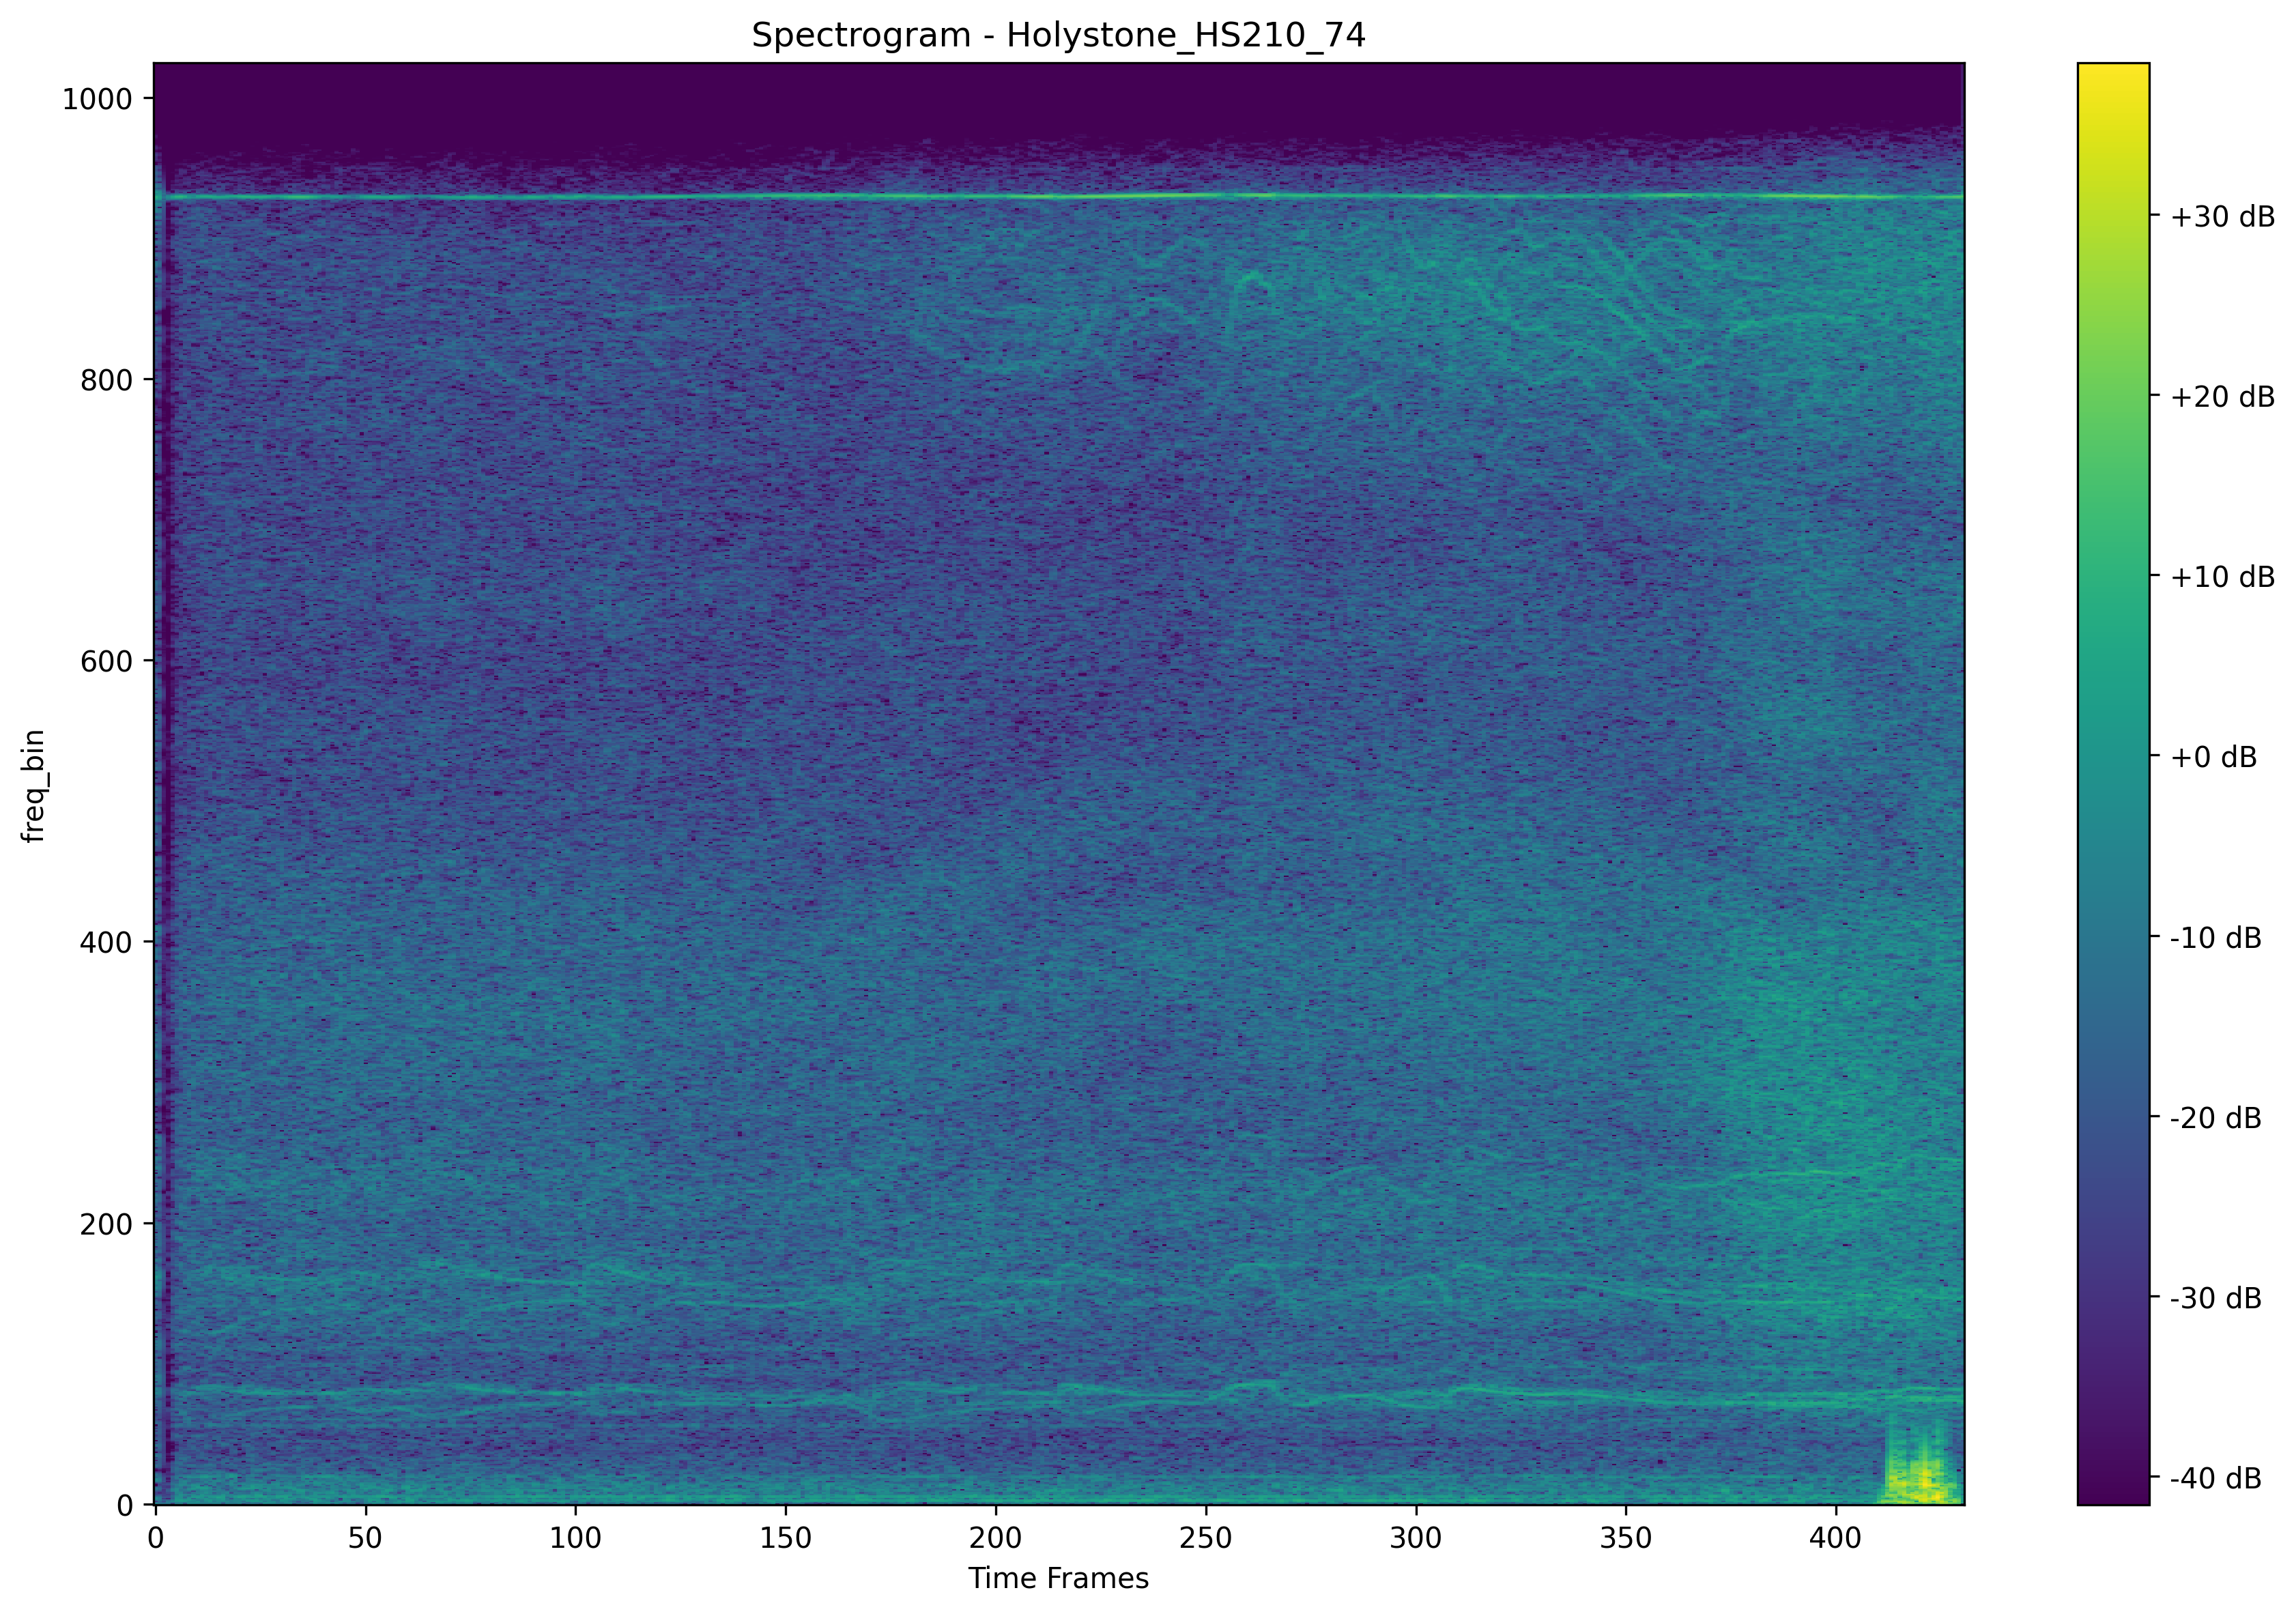 Spectrogram - Holystone_HS210_74
1000
800
600
400
200
0
freq_bin
0 50 100 150 200 250 300 350 400
Time Frames
+30 dB
+20 dB
+10 dB
+0 dB
-10 dB
-20 dB
-30 dB
-40 dB